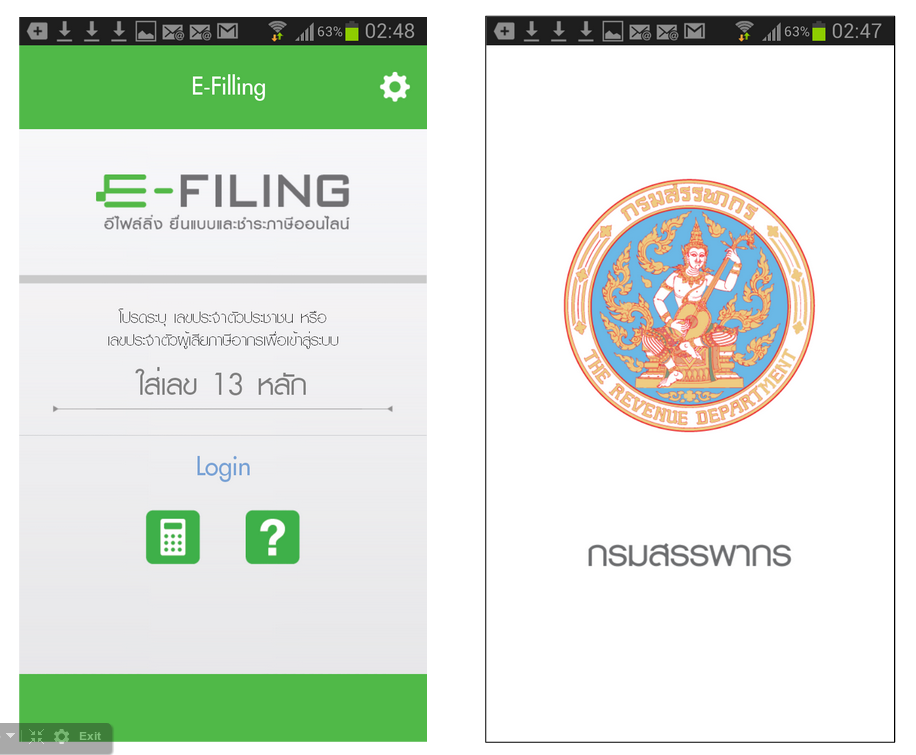 63% 02:48
E-Filling
E-FILING
อีไฟล์ลิ่ง ยื่นแบบและชำระภาษีออนไลน์
โปรดระบุ เลขประจำตัวประชาชน หรือ
เลขประจำตัวผู้เสียภาษีอากรเพื่อเข้าสู่ระบบ
ใส่เลข 13 หลัก
Login
?
Exit
63% 02:47
กรมสรรพากร
THE REVENUE DEPARTMENT
กรมสรรพากร